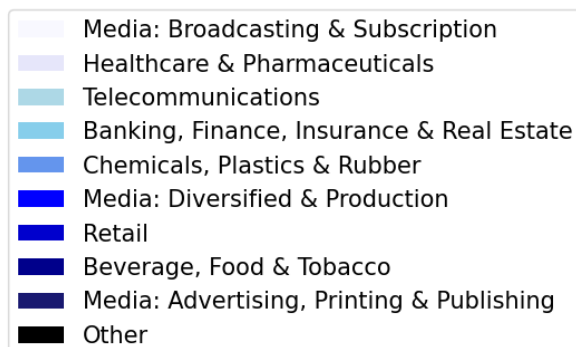 Media: Broadcasting & Subscription
Healthcare & Pharmaceuticals
Telecommunications
Banking, Finance, Insurance & Real Estate
Chemicals, Plastics & Rubber
Media: Diversified & Production
Retail
Beverage, Food & Tobacco
Media: Advertising, Printing & Publishing
Other